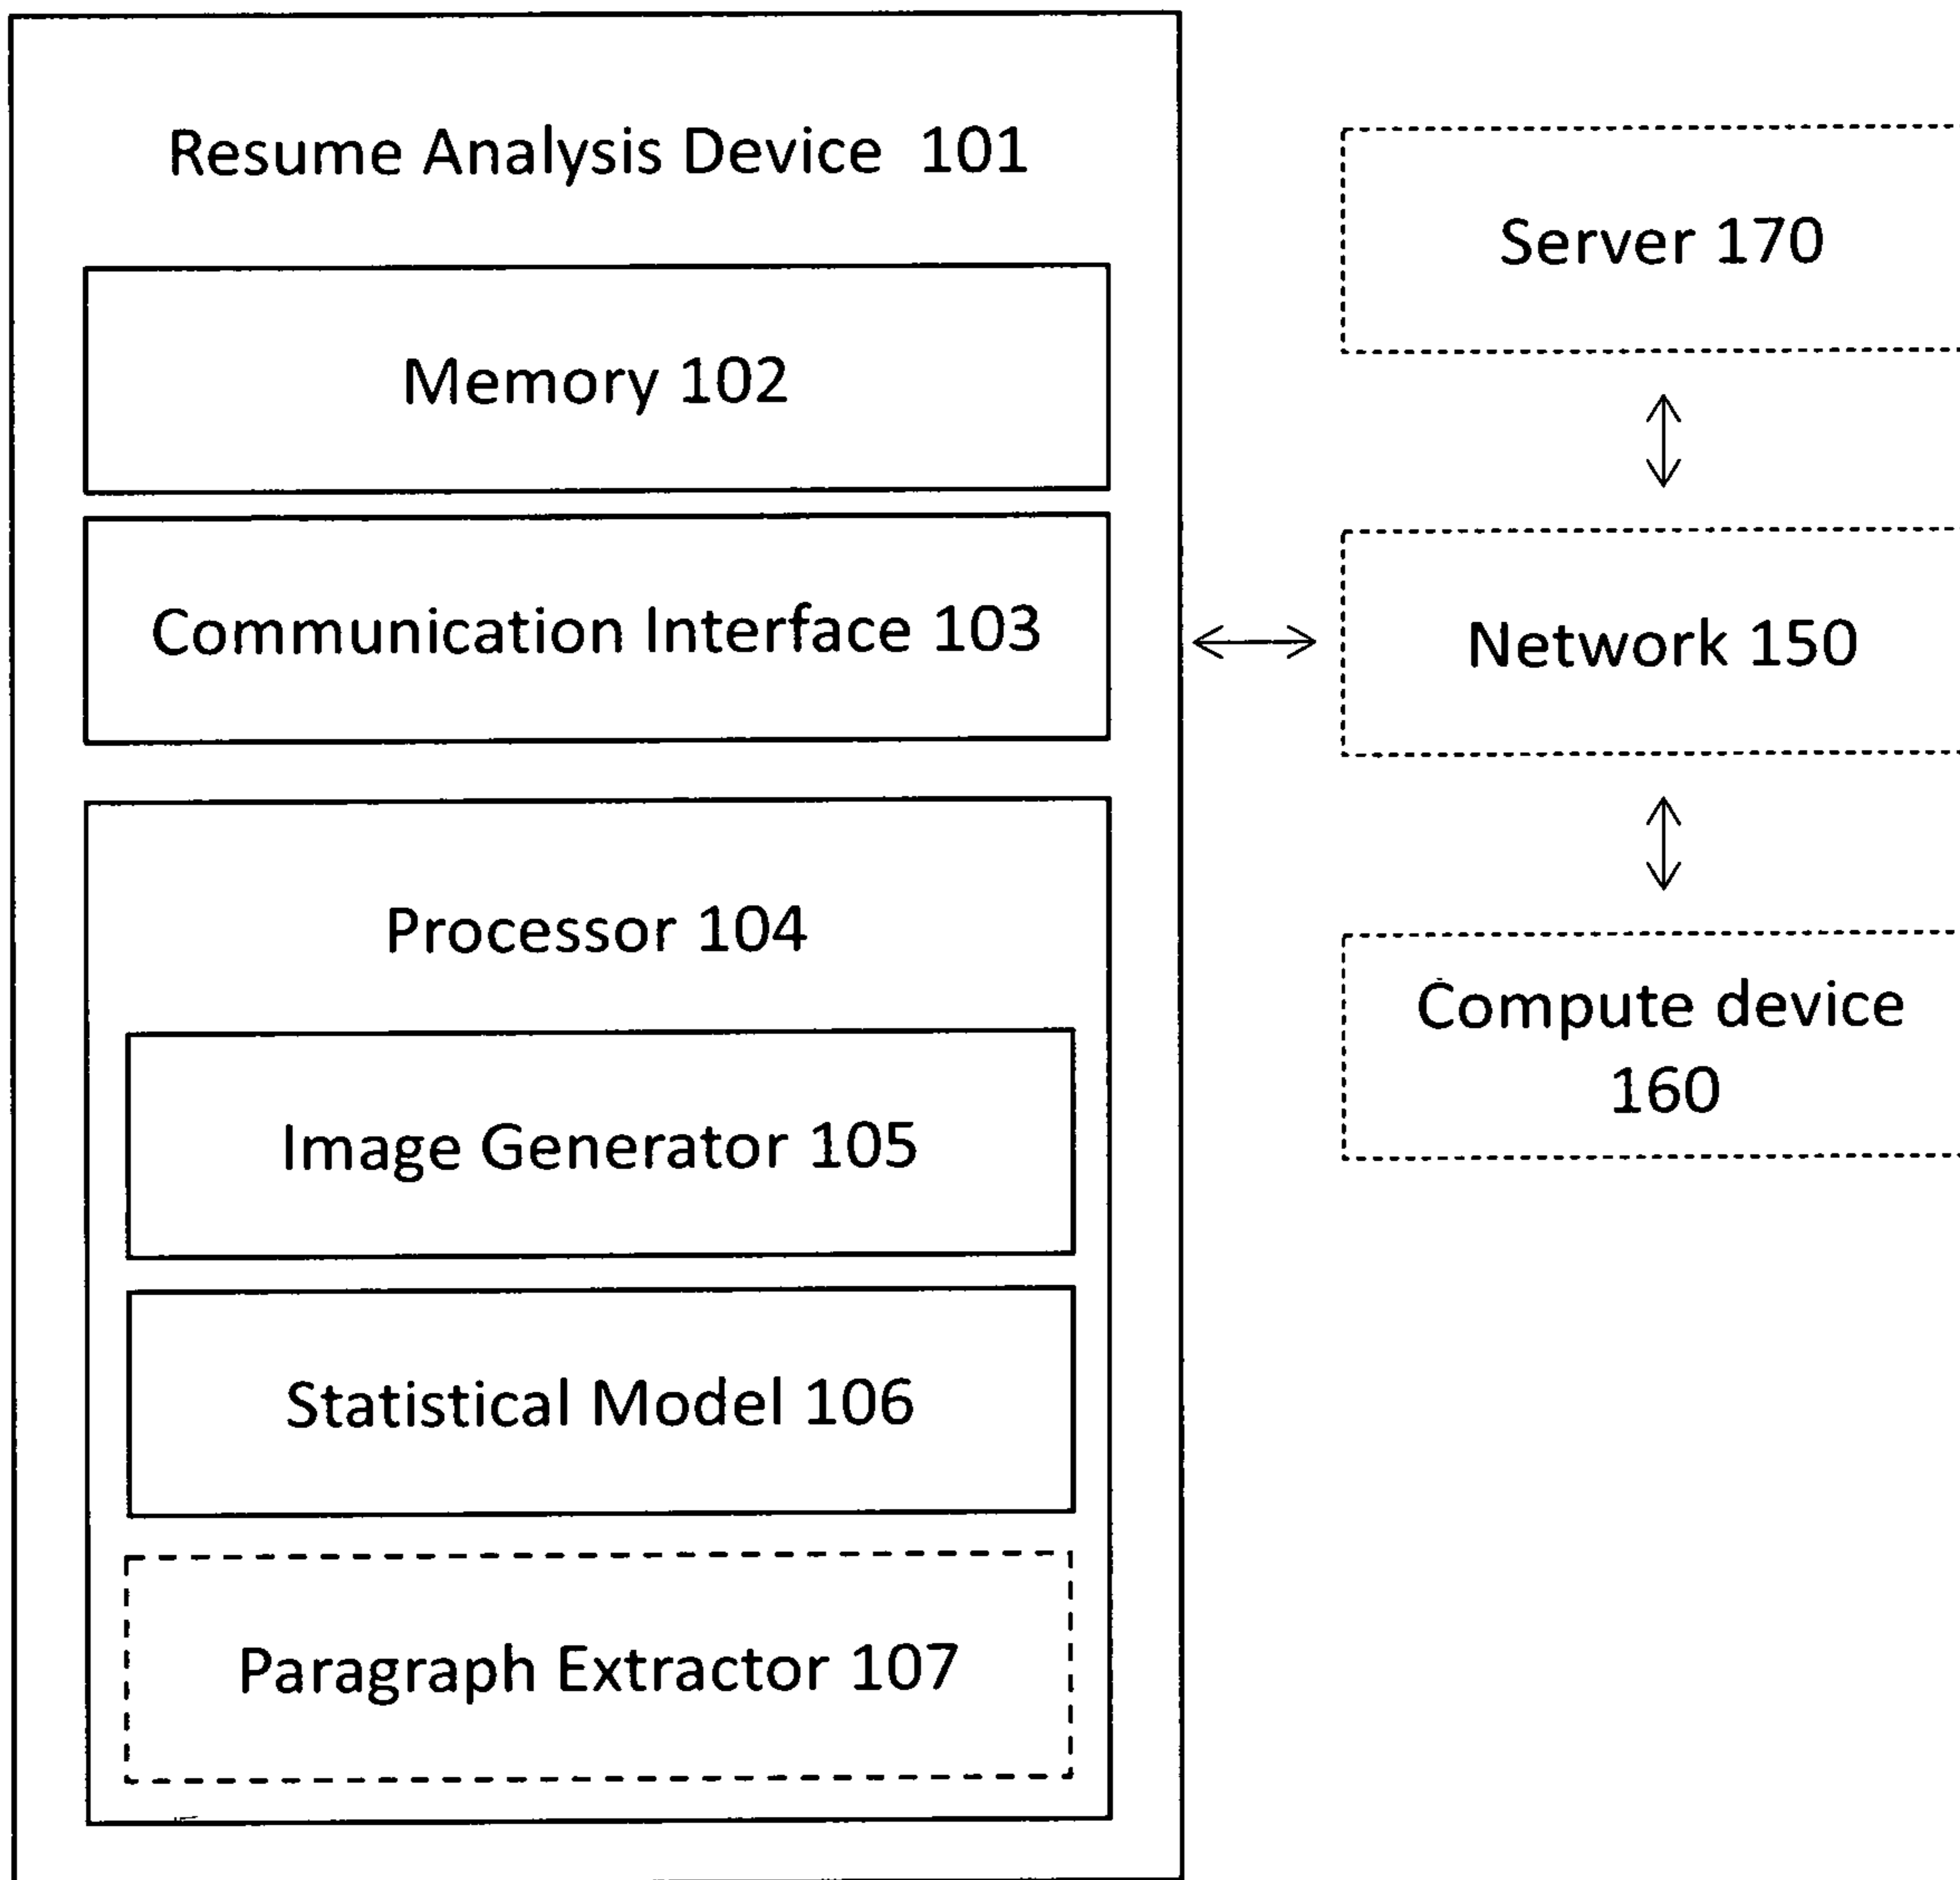 Resume Analysis Device 101
Memory 102
Communication Interface 103
Processor 104
Image Generator 105
Statistical Model 106
Paragraph Extractor 107
Server 170
Network 150
Compute device
160